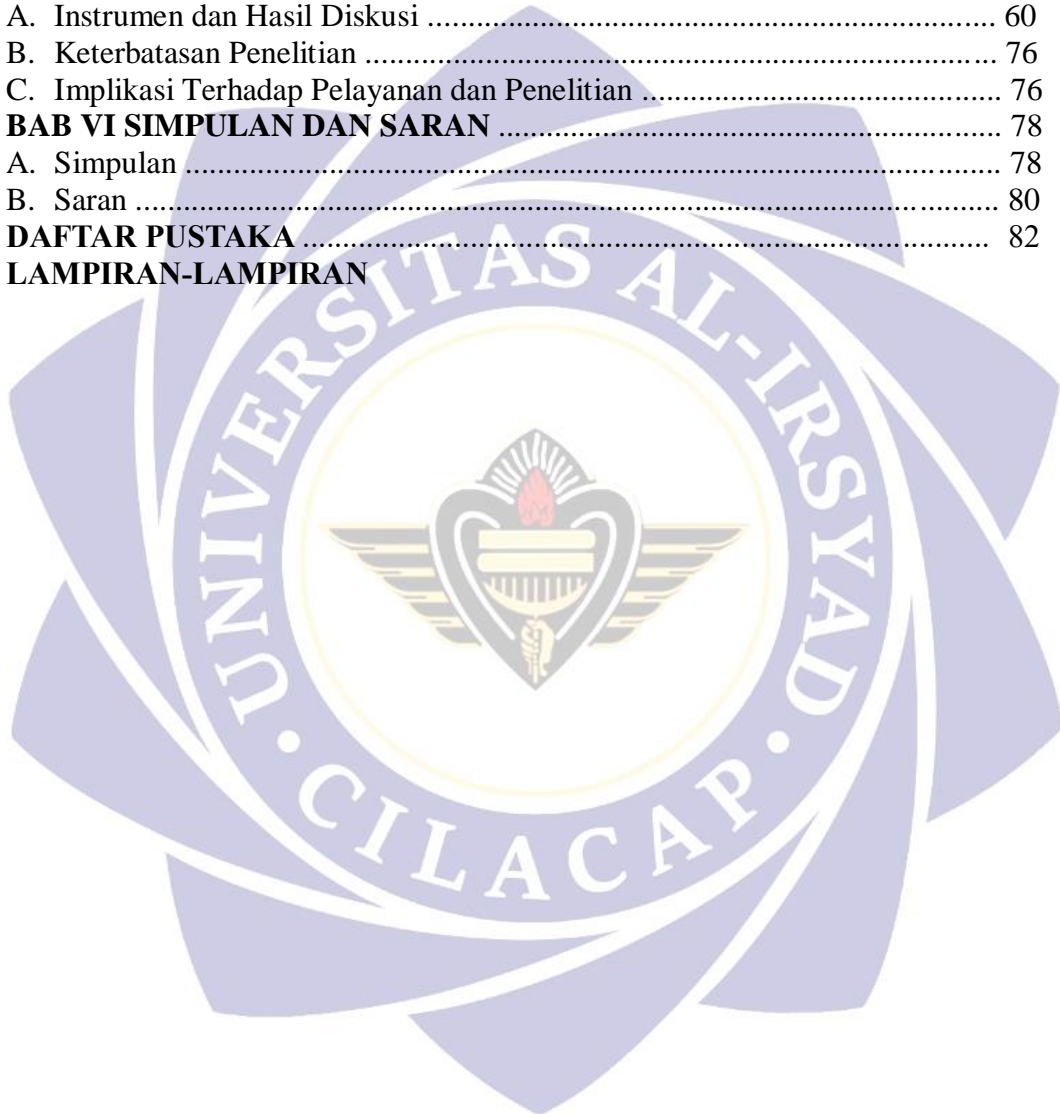 A. Instrumen dan Hasil Diskusi ........................................................................... 60
B. Keterbatasan Penelitian .................................................................................... 76
C. Implikasi Terhadap Pelayanan dan Penelitian ................................................ 76
BAB VI SIMPULAN DAN SARAN ................................................................... 78
A. Simpulan ............................................................................................................. 78
B. Saran ................................................................................................................... 80
DAFTAR PUSTAKA ........................................................................................... 82
LAMPIRAN-LAMPIRAN
UNIVERSITAS AL-IRSYAD
CILACAP